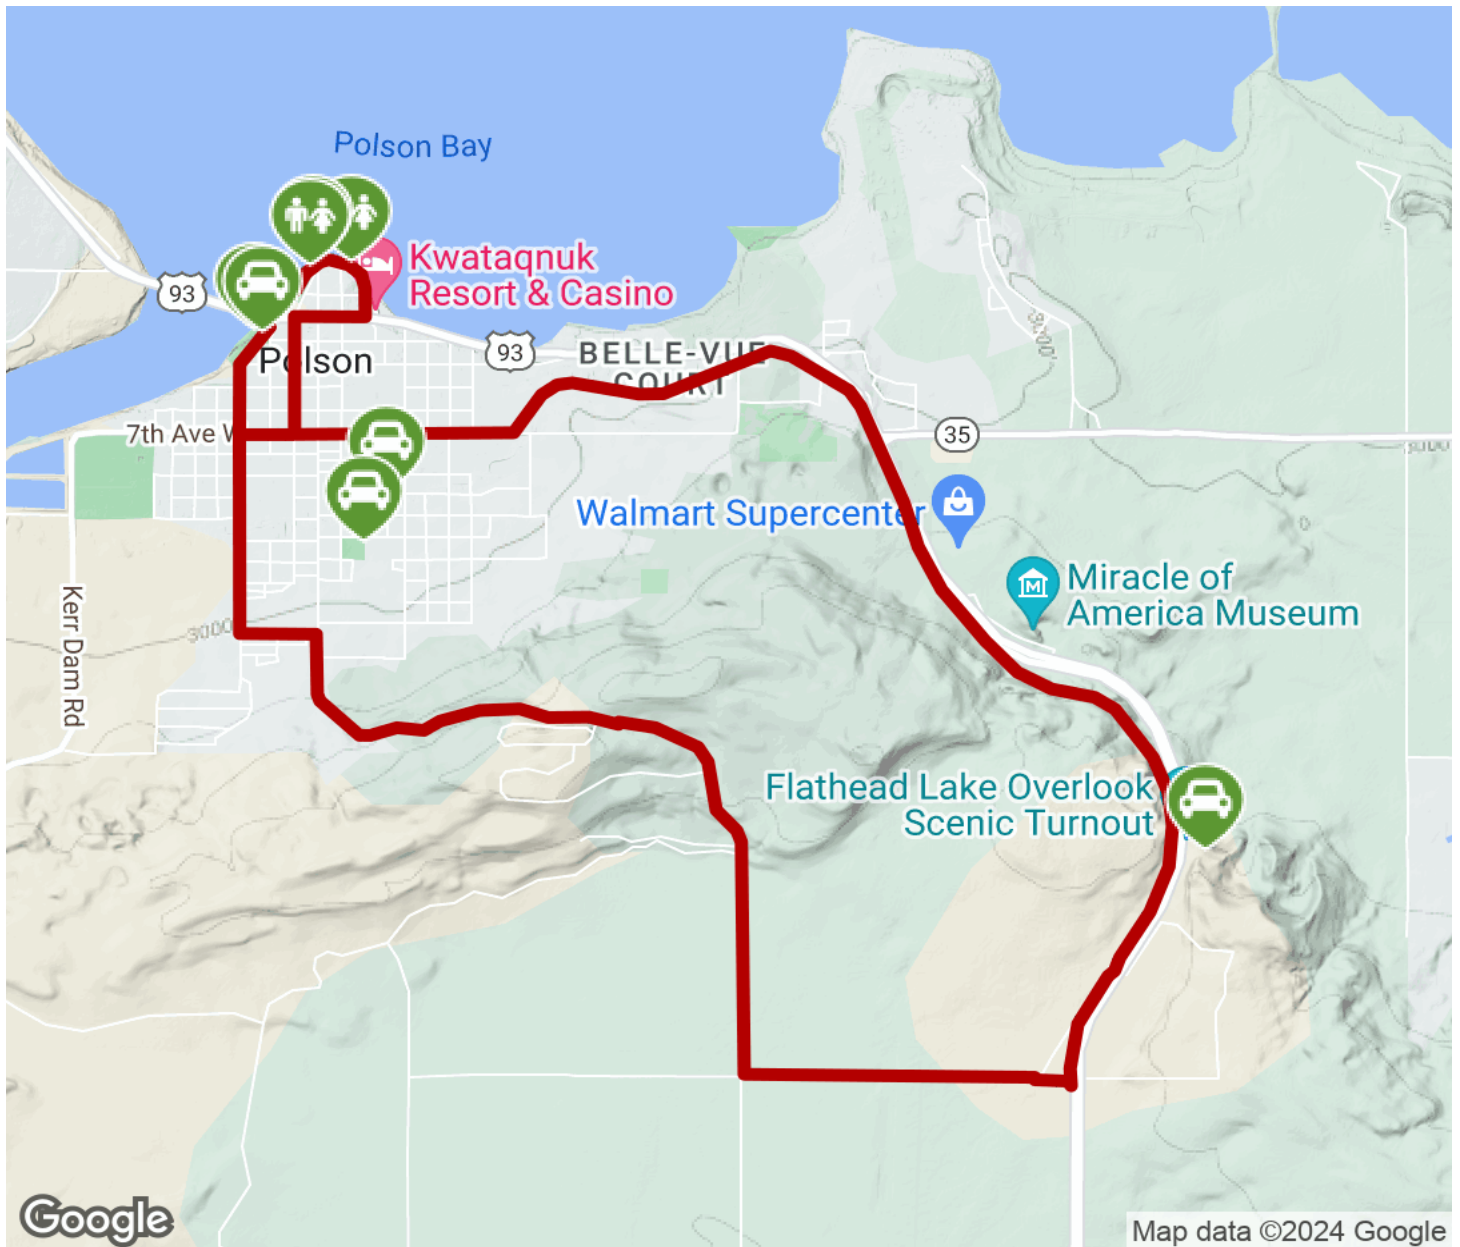 Polson Bay
Kwataqnuk
Resort & Casino
93
Polson
93
BELLE-VUE
COURT
7th Ave W
35
Walmart Supercenter
Miracle of
America Museum
Kerr Dam Rd
3000
Flathead Lake Overlook
Scenic Turnout
Google
Map data ©2024 Google